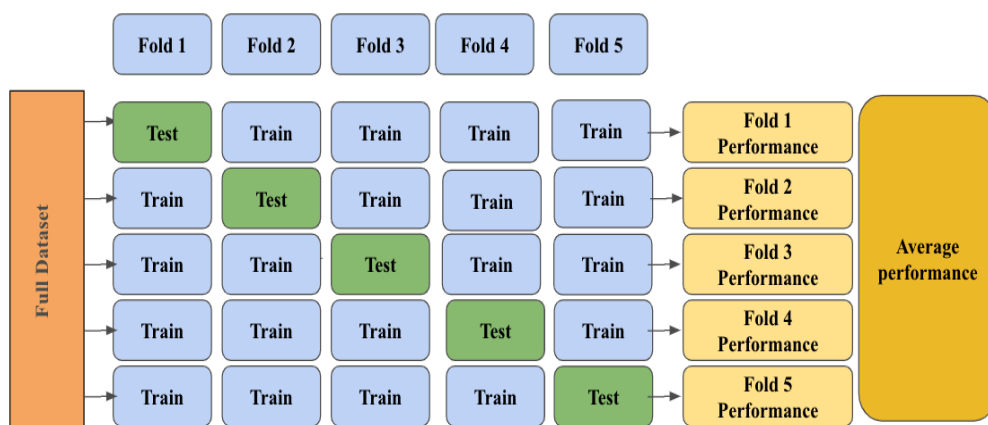 Fold 1
Fold 2
Fold 3
Fold 4
Fold 5
Full Dataset
Test
Train
Train
Train
Train
Fold 1
Performance
Train
Test
Train
Train
Train
Fold 2
Performance
Train
Train
Test
Train
Train
Fold 3
Performance
Train
Train
Train
Test
Train
Fold 4
Performance
Train
Train
Train
Train
Test
Fold 5
Performance
Average
performance